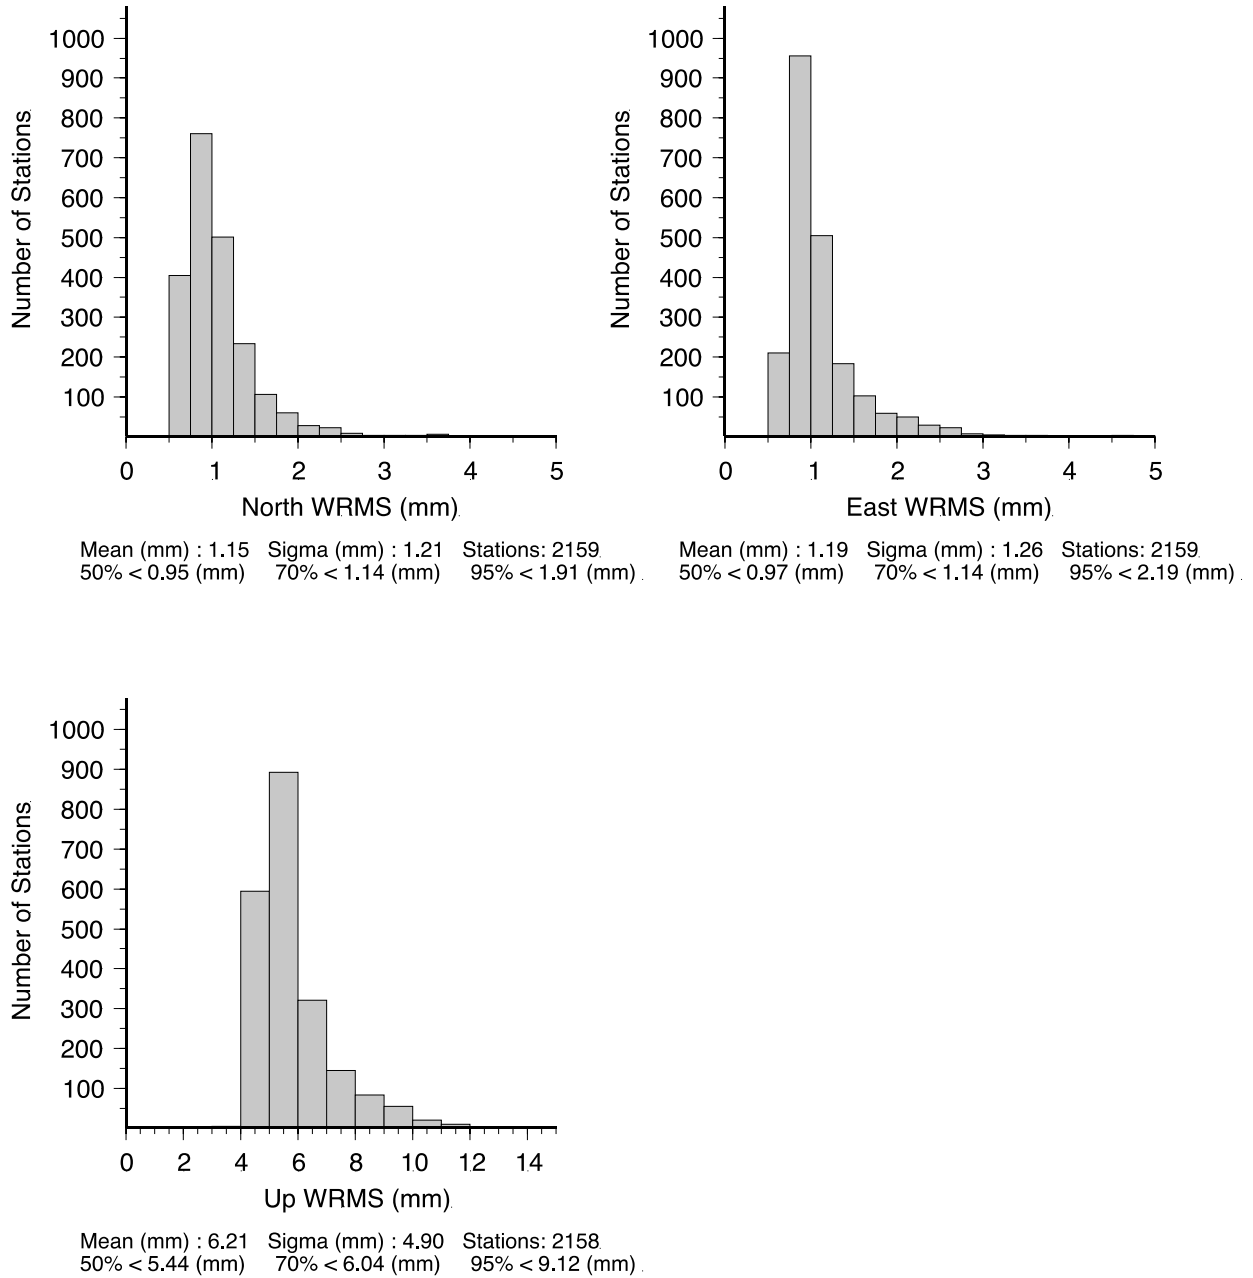 1000
900
800
700
600
500
400
300
200
100
Number of Stations
0 1 2 3 4 5
North WRMS (mm)
Mean (mm) : 1.15 Sigma (mm) : 1.21 Stations: 2159
50% < 0.95 (mm) 70% < 1.14 (mm) 95% < 1.91 (mm)
1000
900
800
700
600
500
400
300
200
100
Number of Stations
0 1 2 3 4 5
East WRMS (mm)
Mean (mm) : 1.19 Sigma (mm) : 1.26 Stations: 2159
50% < 0.97 (mm) 70% < 1.14 (mm) 95% < 2.19 (mm)
1000
900
800
700
600
500
400
300
200
100
Number of Stations
0 2 4 6 8 10 12 14
Up WRMS (mm)
Mean (mm) : 6.21 Sigma (mm) : 4.90 Stations: 2158
50% < 5.44 (mm) 70% < 6.04 (mm) 95% < 9.12 (mm)